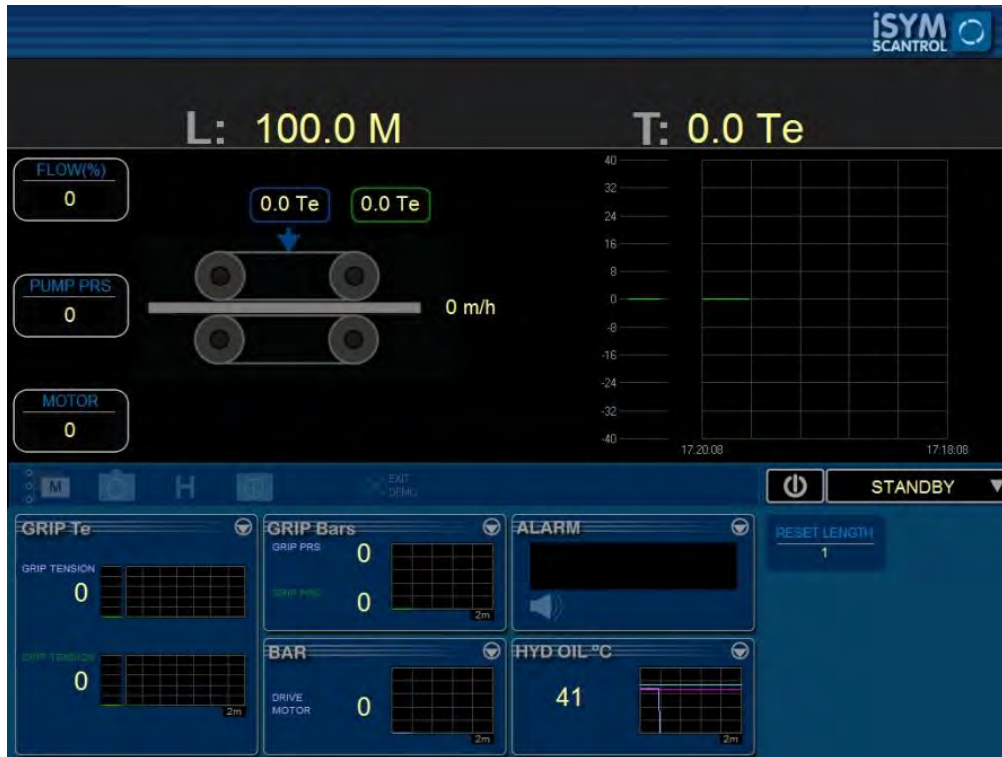 iSYM
SCANTROL
L: 100.0 M
T: 0.0 Te
FLOW(%)
0
PUMP PRS
0
MOTOR
0
0.0 Te
0.0 Te
0 m/h
40
32
24
16
8
0
-8
-16
-24
-32
-40
17:20:08
17:18:08
M
H
EXIT
DEMO
STANDBY
GRIP Te
GRIP TENSION
0
GRIP TENSION
0
2m
GRIP Bars
GRIP PRS
0
GRIP PRS
0
2m
BAR
DRIVE
MOTOR
0
2m
ALARM
HYD OIL ºC
41
2m
RESET LENGTH
1